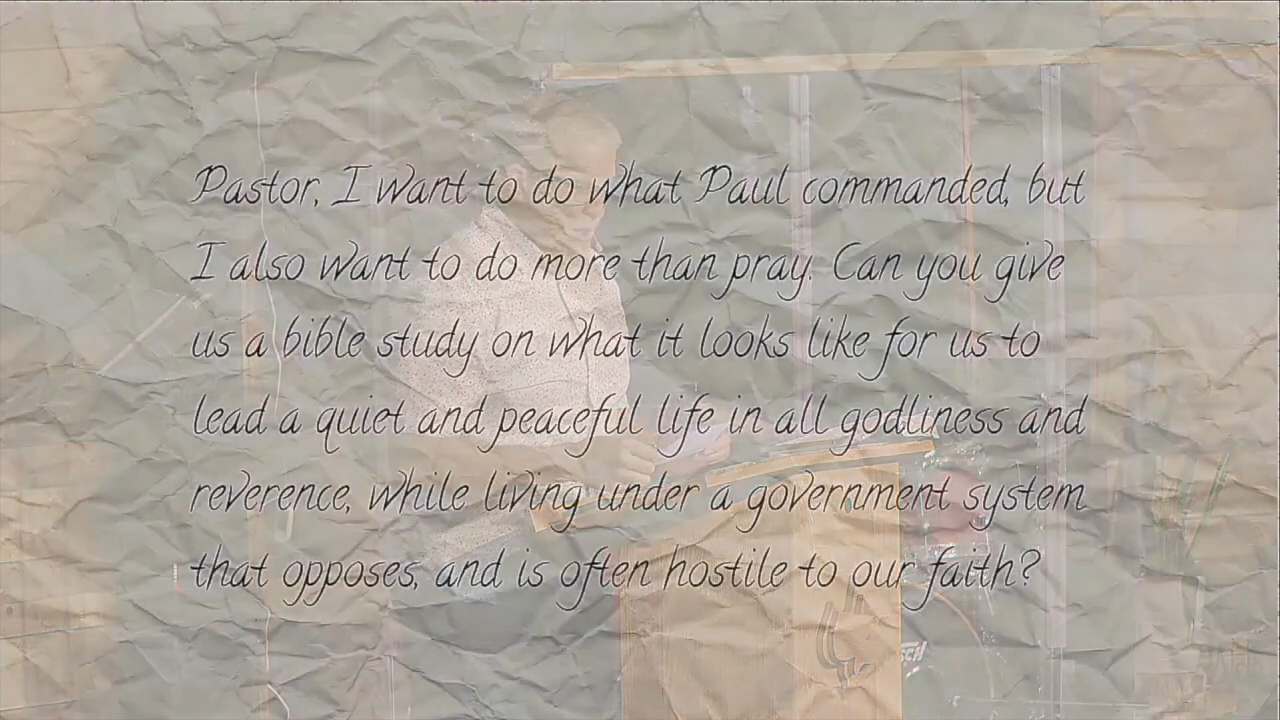 Pastor, I want to do what Paul commanded, but
I also want to do more than pray. Can you give
us a bible study on what it looks like for us to
lead a quiet and peaceful life in all godliness and
reverence, while living under a government system
that opposes, and is often hostile to our faith?